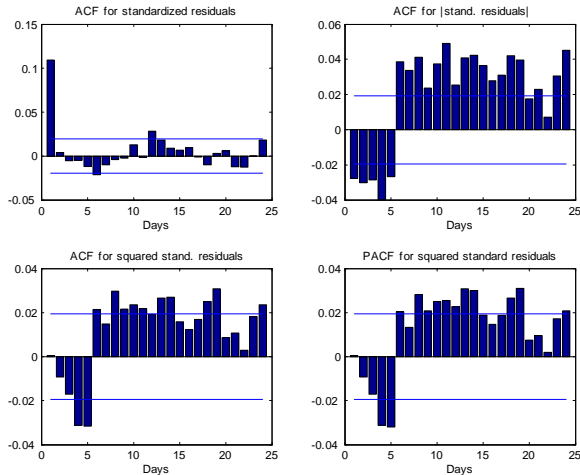 ACF for standardized residuals
0.15
0.1
0.05
0
-0.05
0 5 10 15 20 25
Days
ACF for |stand. residuals|
0.06
0.04
0.02
0
-0.02
-0.04
0 5 10 15 20 25
Days
ACF for squared stand. residuals
0.04
0.02
0
-0.02
-0.04
0 5 10 15 20 25
Days
PACF for squared standard residuals
0.04
0.02
0
-0.02
-0.04
0 5 10 15 20 25
Days